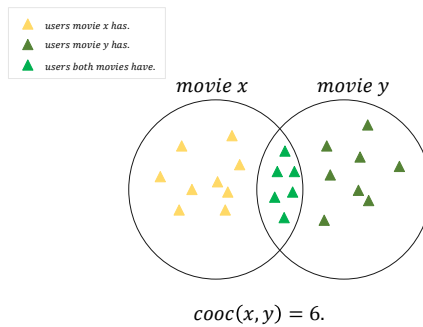 users movie x has.
users movie y has.
users both movies have.
movie x
movie y
cooc(x, y) = 6.